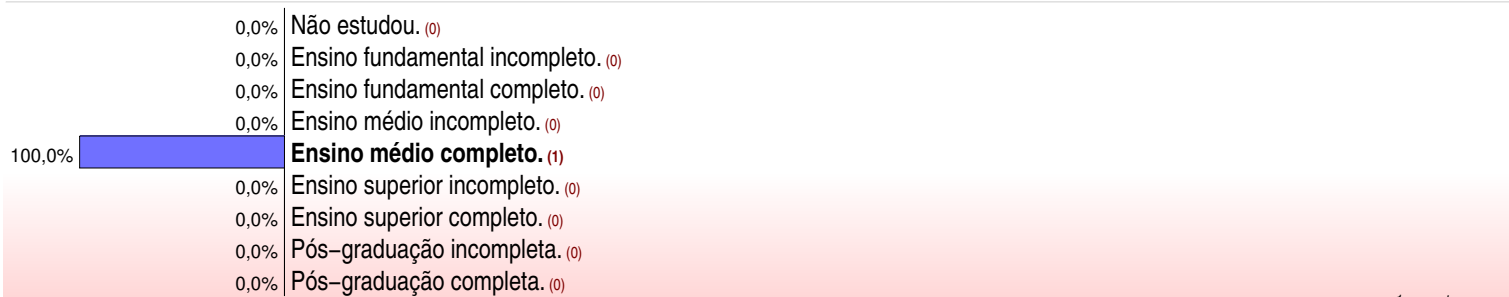 0,0% Não estudou. (0)
0,0% Ensino fundamental incompleto. (0)
0,0% Ensino fundamental completo. (0)
0,0% Ensino médio incompleto. (0)
100,0% Ensino médio completo. (1)
0,0% Ensino superior incompleto. (0)
0,0% Ensino superior completo. (0)
0,0% Pós−graduação incompleta. (0)
0,0% Pós−graduação completa. (0)